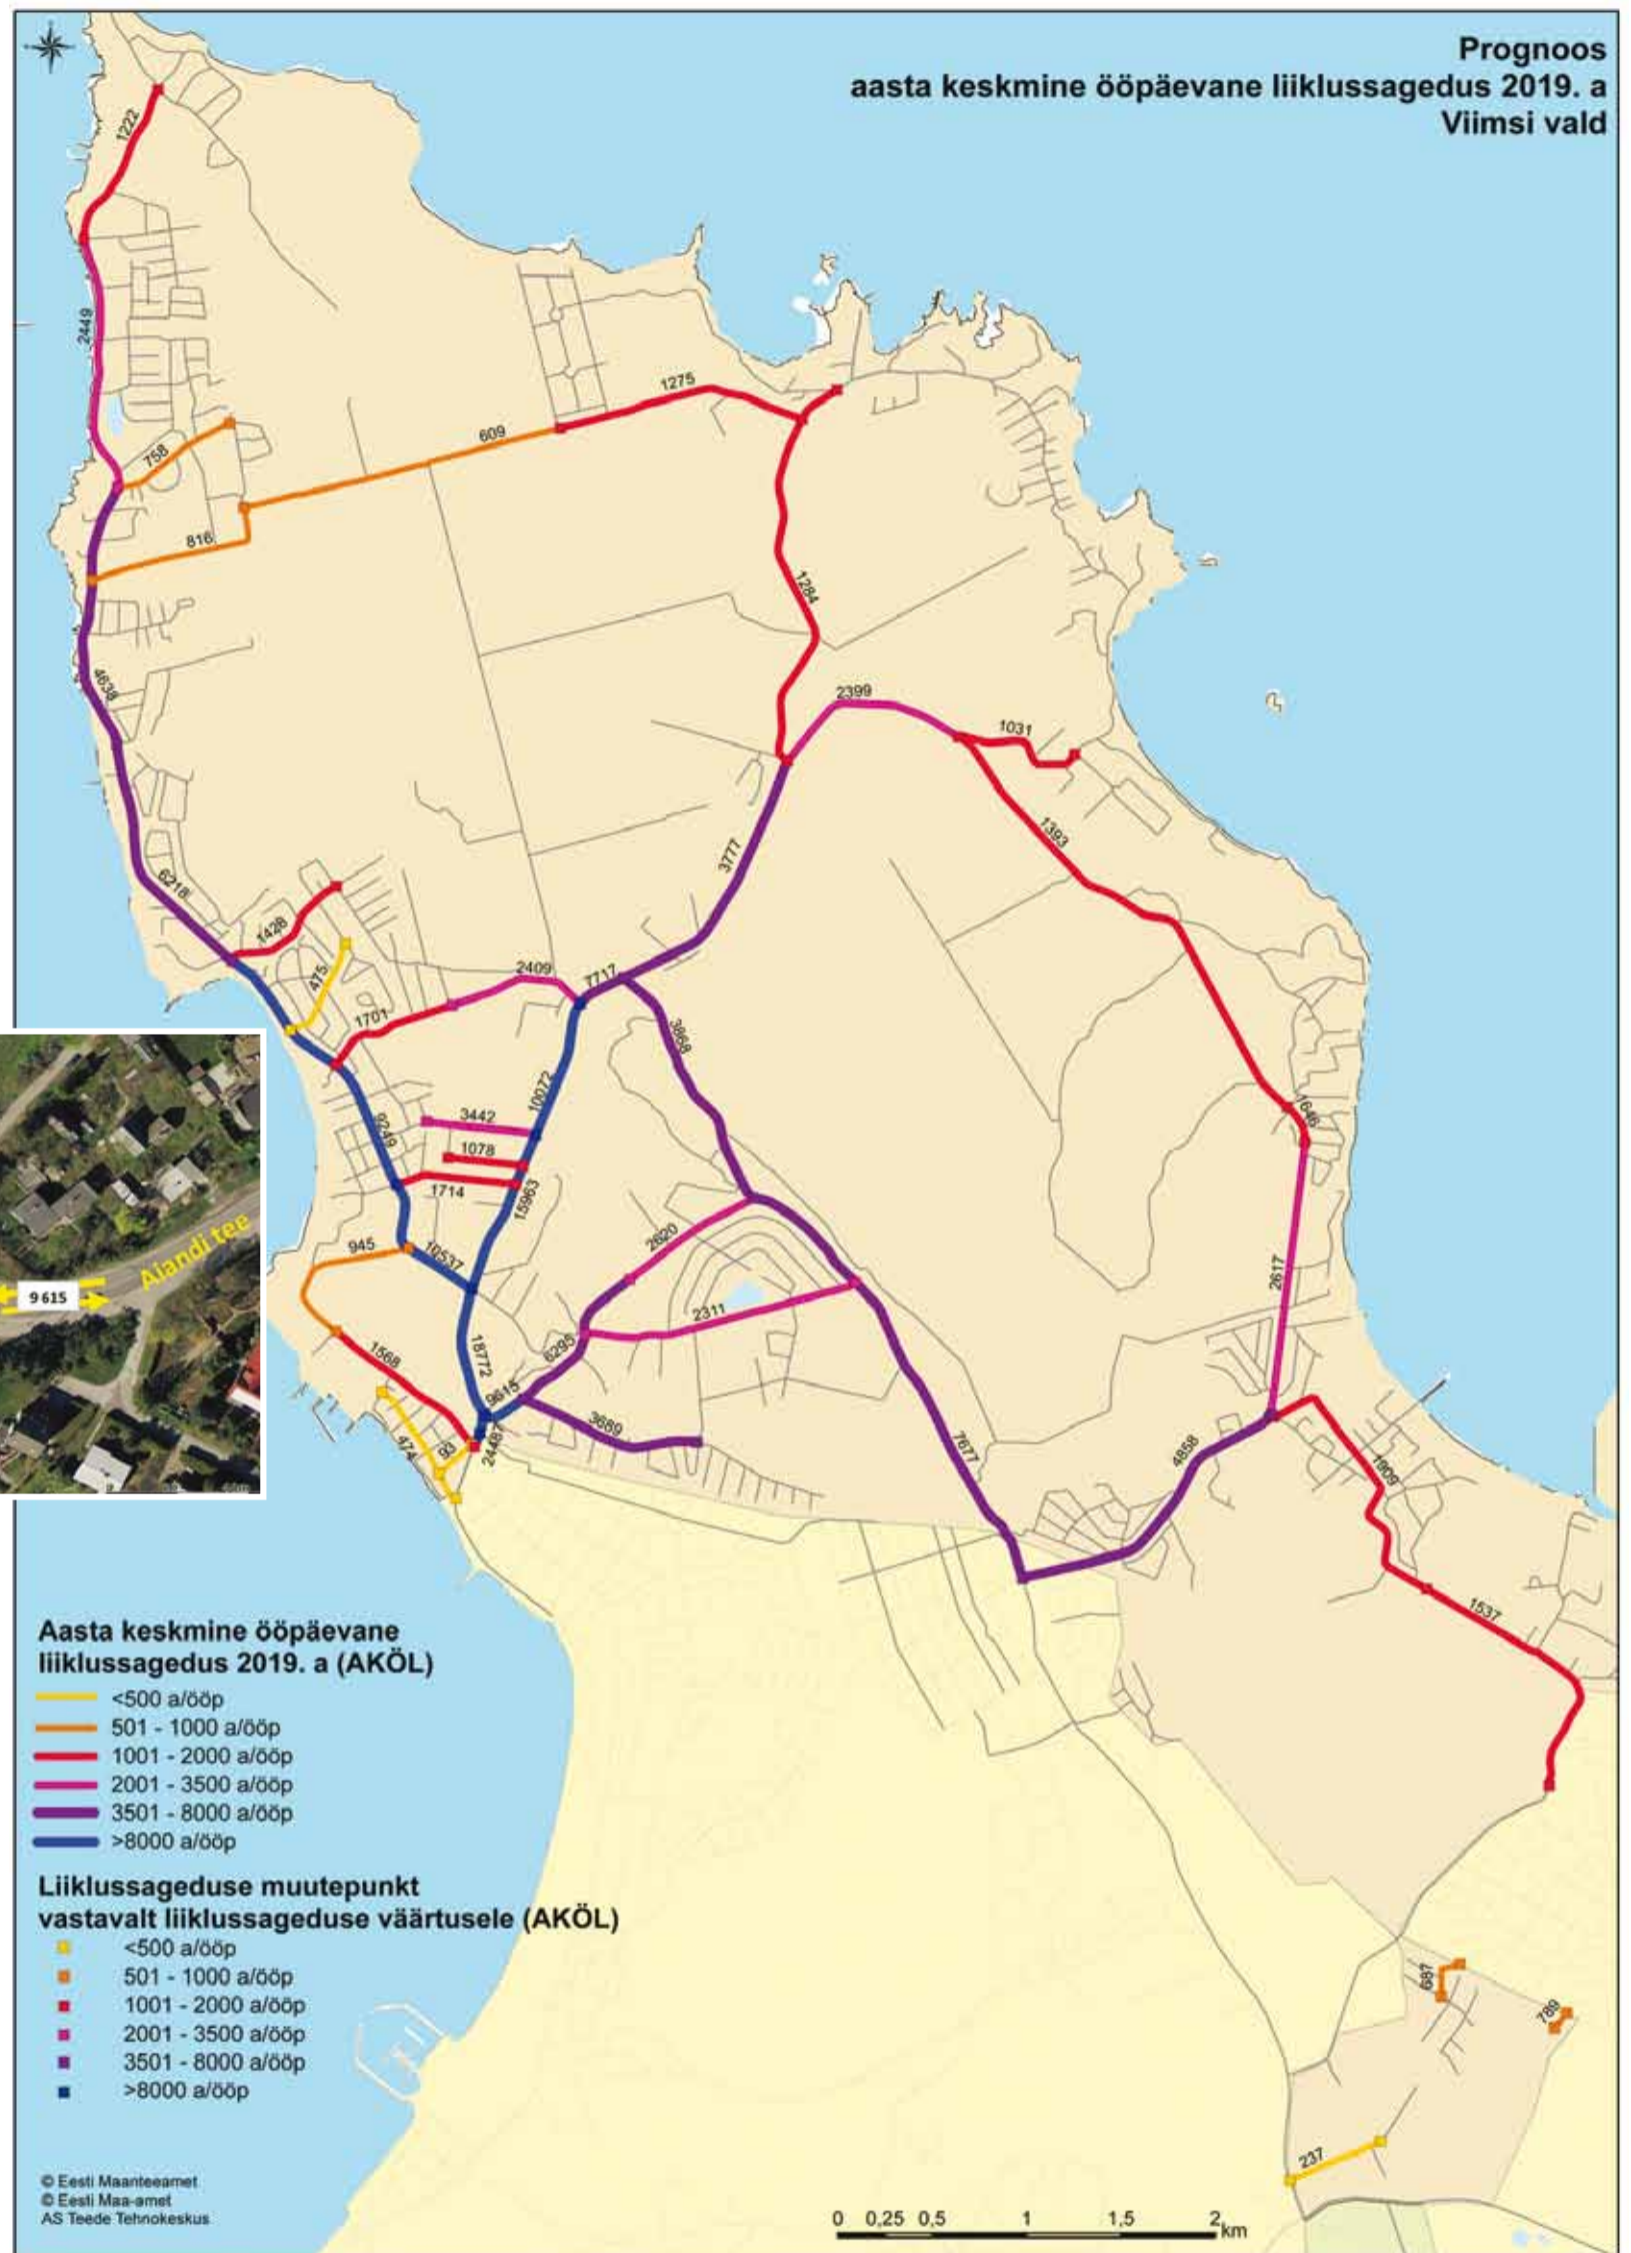 Prognoos
aasta keskmine ööpäevane liiklussagedus 2019. a
Viimsi vald
1222
2449
1275
609
758
816
1284
4638
2399
1031
1393
3777
6218
1428
475
2409
7717
1701
3868
10072
1646
3442
9249
1078
1714
15963
2620
945
10537
2617
2311
Aiandi tee
9615
18772
6295
1568
9615
3689
24487
474
93
7677
4858
1909
1537
Aasta keskmine ööpäevane
liiklussagedus 2019. a (AKÖL)
<500 a/ööp
501 - 1000 a/ööp
1001 - 2000 a/ööp
2001 - 3500 a/ööp
3501 - 8000 a/ööp
>8000 a/ööp
Liiklussageduse muutepunkt
vastavalt liiklussageduse väärtusele (AKÖL)
<500 a/ööp
501 - 1000 a/ööp
1001 - 2000 a/ööp
2001 - 3500 a/ööp
3501 - 8000 a/ööp
>8000 a/ööp
687
789
237
© Eesti Maanteeamet
© Eesti Maa-amet
AS Teede Tehnokeskus
0 0,25 0,5 1 1,5 2 km